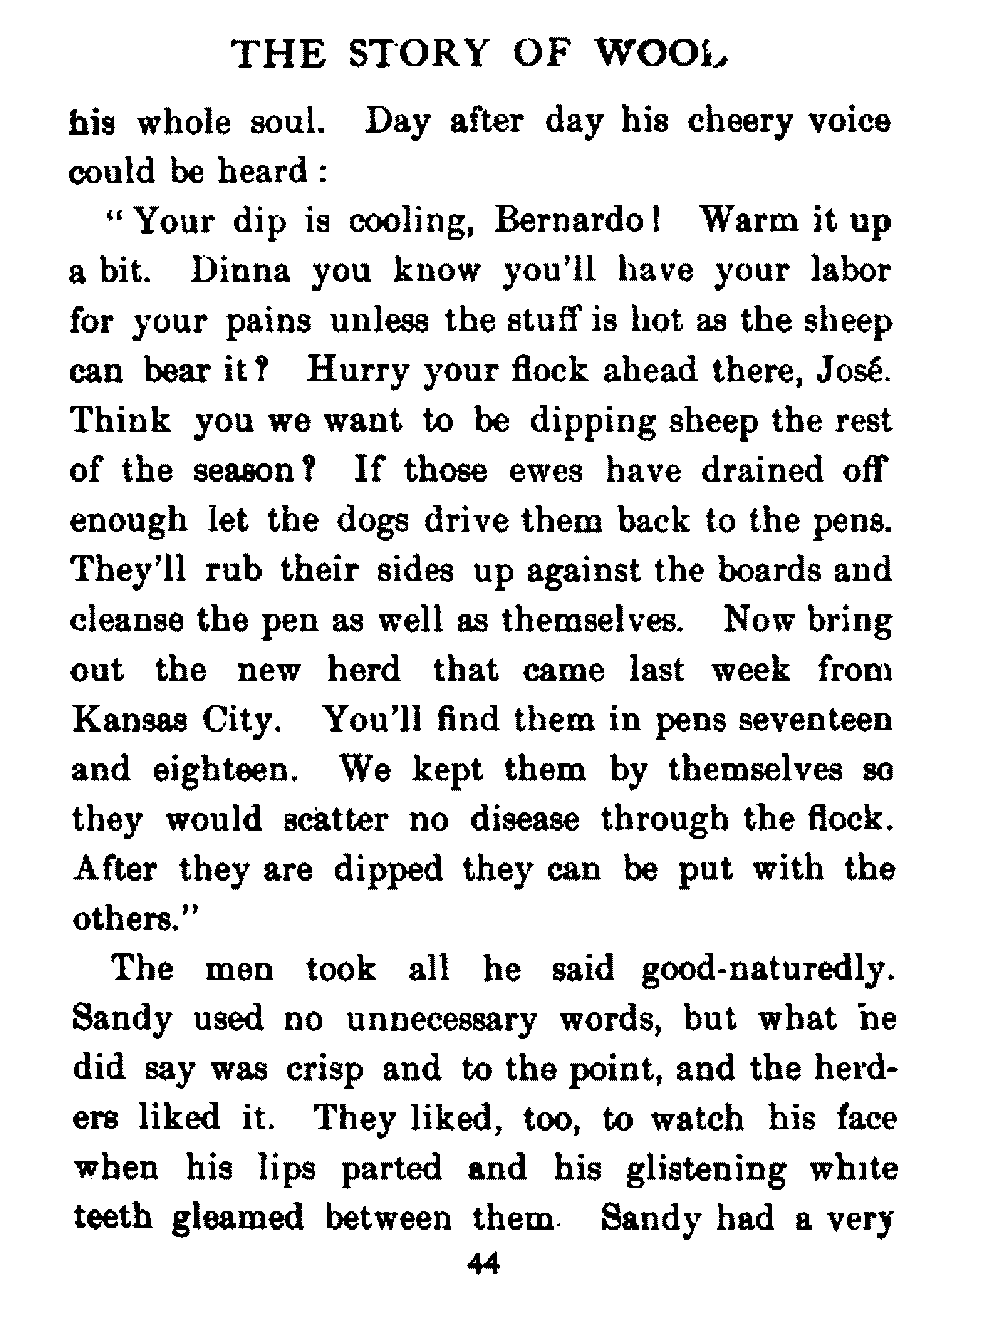 THE STORY OF WOOL
his whole soul. Day after day his cheery voice
could be heard :
“ Your dip is cooling, Bernardo ! Warm it up
a bit. Dinna you know you'll have your labor
for your pains unless the stuff is hot as the sheep
can bear it ? Hurry your flock ahead there, José.
Think you we want to be dipping sheep the rest
of the season ? If those ewes have drained off
enough let the dogs drive them back to the pens.
They'll rub their sides up against the boards and
cleanse the pen as well as themselves. Now bring
out the new herd that came last week from
Kansas City. You'll find them in pens seventeen
and eighteen. We kept them by themselves so
they would scatter no disease through the flock.
After they are dipped they can be put with the
others.”
The men took all he said good-naturedly.
Sandy used no unnecessary words, but what he
did say was crisp and to the point, and the herd-
ers liked it. They liked, too, to watch his face
when his lips parted and his glistening white
teeth gleamed between them. Sandy had a very
44